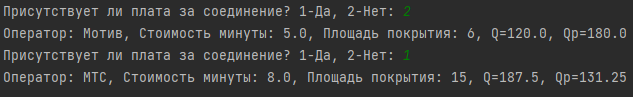 Присутствует ли плата за соединение? 1-Да, 2-Нет: 2
Оператор: Мотив, Стоимость минуты: 5.0, Площадь покрытия: 6, Q=120.0, Qp=180.0
Присутствует ли плата за соединение? 1-Да, 2-Нет: 1
Оператор: МТС, Стоимость минуты: 8.0, Площадь покрытия: 15, Q=187.5, Qp=131.25